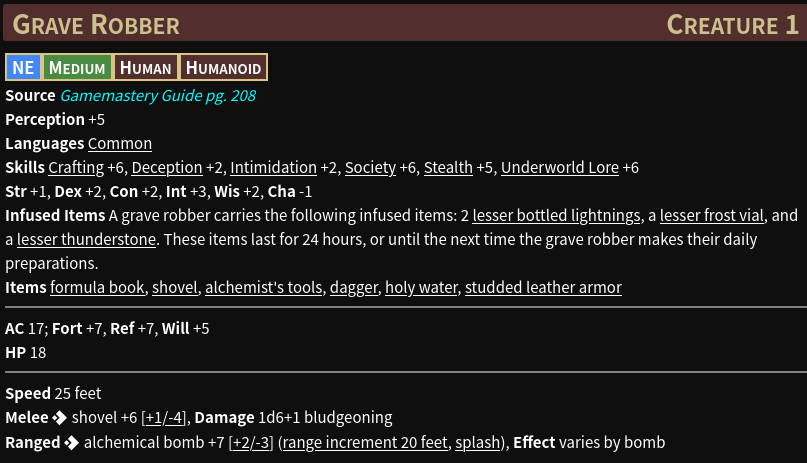 Grave Robber Creature 1
NE Medium Human Humanoid
Source Gamemastery Guide pg. 208
Perception +5
Languages Common
Skills Crafting +6, Deception +2, Intimidation +2, Society +6, Stealth +5, Underworld Lore +6
Str +1, Dex +2, Con +2, Int +3, Wis +2, Cha -1
Infused Items A grave robber carries the following infused items: 2 lesser bottled lightnings, a lesser frost vial, and
a lesser thunderstone. These items last for 24 hours, or until the next time the grave robber makes their daily
preparations.
Items formula book, shovel, alchemist's tools, dagger, holy water, studded leather armor
AC 17; Fort +7, Ref +7, Will +5
HP 18
Speed 25 feet
Melee shovel +6 [+1/-4], Damage 1d6+1 bludgeoning
Ranged alchemical bomb +7 [+2/-3] (range increment 20 feet, splash), Effect varies by bomb